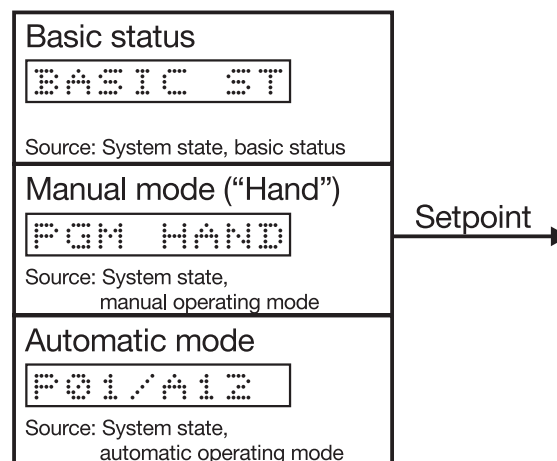 Basic status
BASIC ST
Source: System state, basic status
Manual mode (“Hand”)
PGM HAND
Source: System state,
manual operating mode
Setpoint
Automatic mode
P01/A12
Source: System state,
automatic operating mode